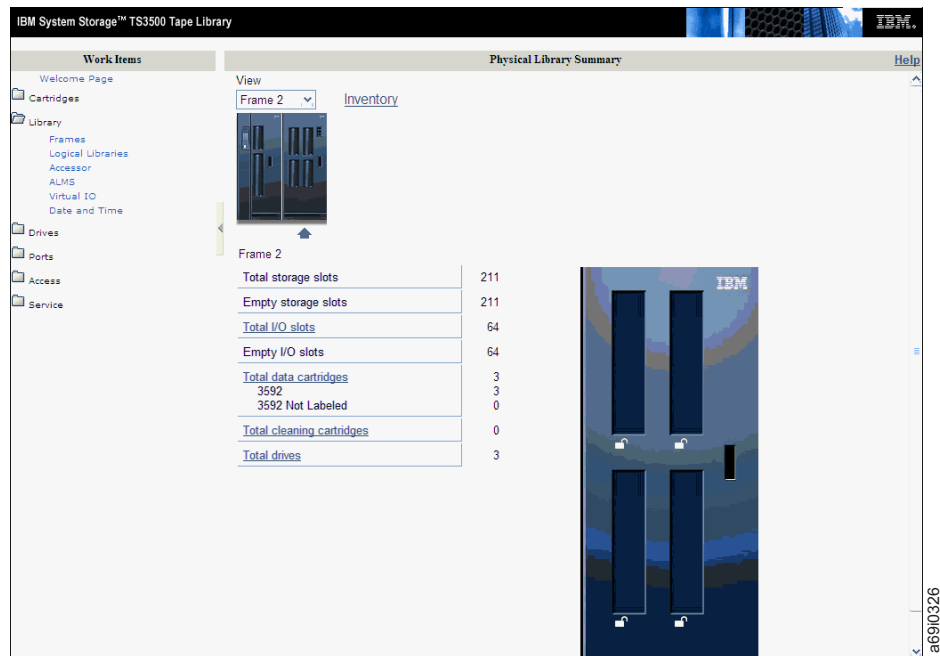 IBM System Storage™ TS3500 Tape Library
IBM.
Work Items
Physical Library Summary
Help
Welcome Page
Cartridges
Library
Frames
Logical Libraries
Accessor
ALMS
Virtual IO
Date and Time
Drives
Ports
Access
Service
View
Frame 2
Inventory
Frame 2
Total storage slots 211
Empty storage slots 211
Total I/O slots 64
Empty I/O slots 64
Total data cartridges 3
3592 3
3592 Not Labeled 0
Total cleaning cartridges 0
Total drives 3
IBM
a69i0326